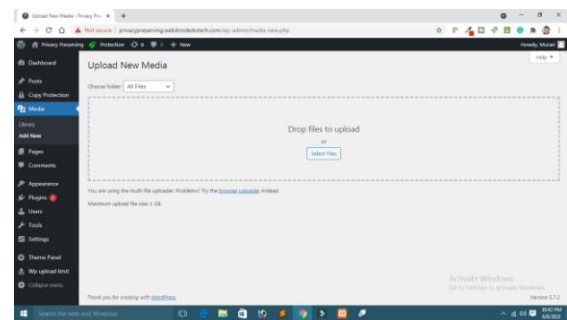 Upload New Media ‹ Privacy Pre
Not secure | privacypreserving.webdinodedutech.com/wp-admin/media-new.php
Privacy Preserving
Protection
6
0
New
Howdy,
Help
Dashboard
Upload New Media
Posts
Choose folder:
All Files
Copy Protection
Media
Library
Drop files to upload
Add New
or
Select Files
Pages
Comments
Appearance
You are using the multi-file uploader. Problems? Try the browser uploader instead.
Plugins
Maximum upload file size: 1 GB.
Users
Tools
Settings
Theme Panel
Wp upload limit
Activate Windows
Go to Settings to activate Windows.
Collapse menu
Thank you for creating with WordPress.
Version 5.7.2
Search the web and Windows